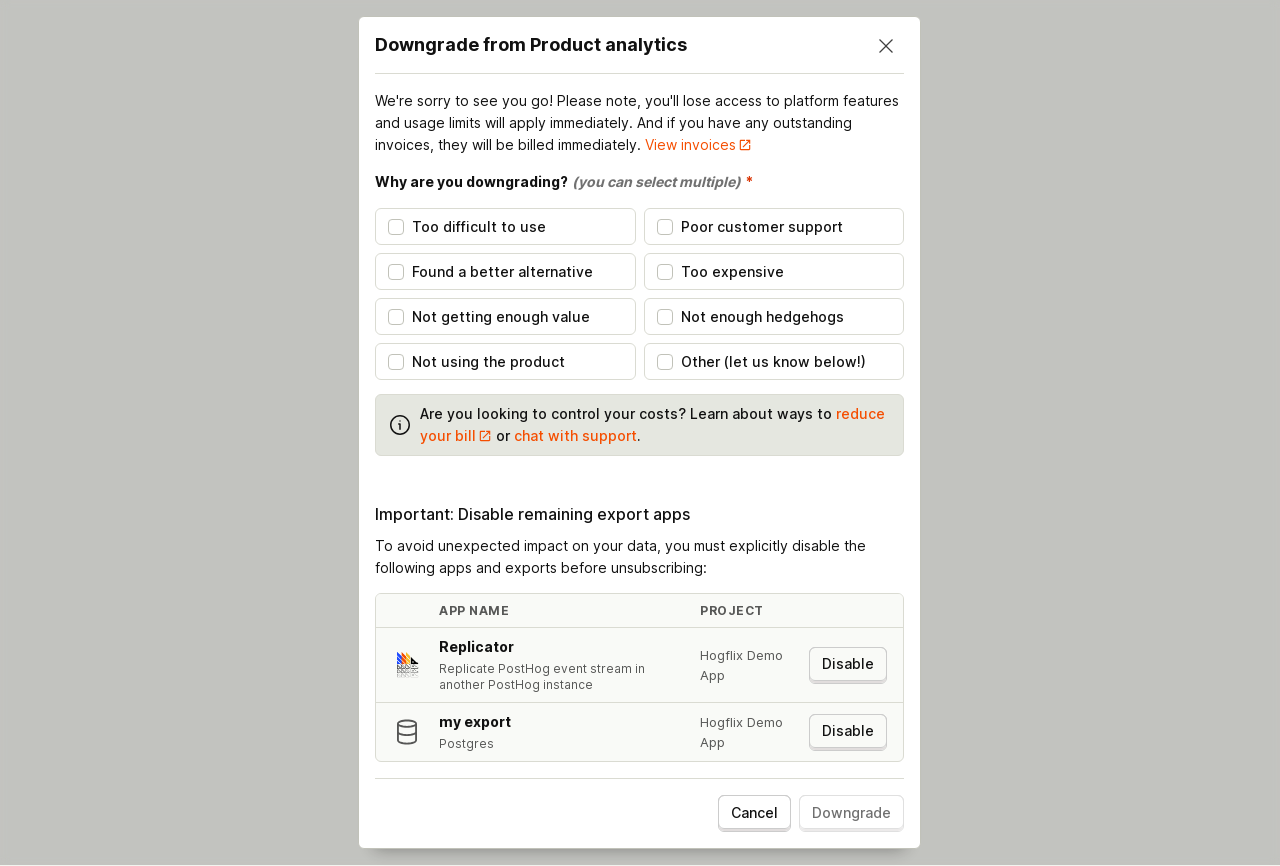 Downgrade from Product analytics
We're sorry to see you go! Please note, you'll lose access to platform features
and usage limits will apply immediately. And if you have any outstanding
invoices, they will be billed immediately. View invoices
Why are you downgrading? (you can select multiple) *
Too difficult to use
Poor customer support
Found a better alternative
Too expensive
Not getting enough value
Not enough hedgehogs
Not using the product
Other (let us know below!)
Are you looking to control your costs? Learn about ways to reduce
your bill or chat with support.
Important: Disable remaining export apps
To avoid unexpected impact on your data, you must explicitly disable the
following apps and exports before unsubscribing:
APP NAME
PROJECT
Replicator
Replicate PostHog event stream in
another PostHog instance
Hogflix Demo
App
Disable
my export
Postgres
Hogflix Demo
App
Disable
Cancel
Downgrade